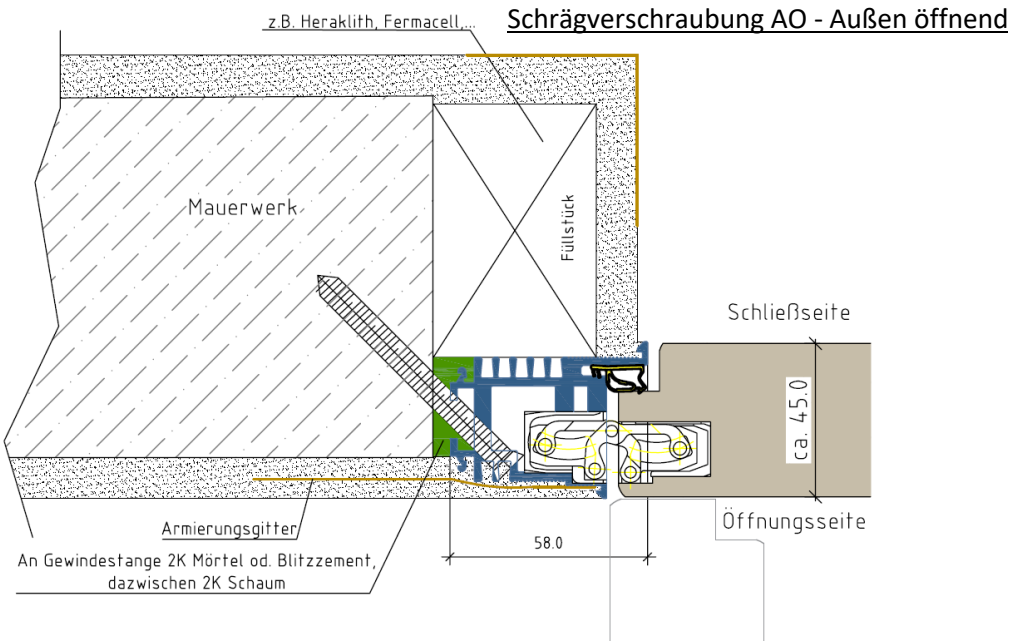 z.B. Heraklith, Fermacell,...
Schrägverschraubung AO - Außen öffnend
Mauerwerk
Füllstück
Schließseite
ca. 45.0
Öffnungsseite
Armierungsgitter
58.0
An Gewindestange 2K Mörtel od. Blitzzement,
dazwischen 2K Schaum